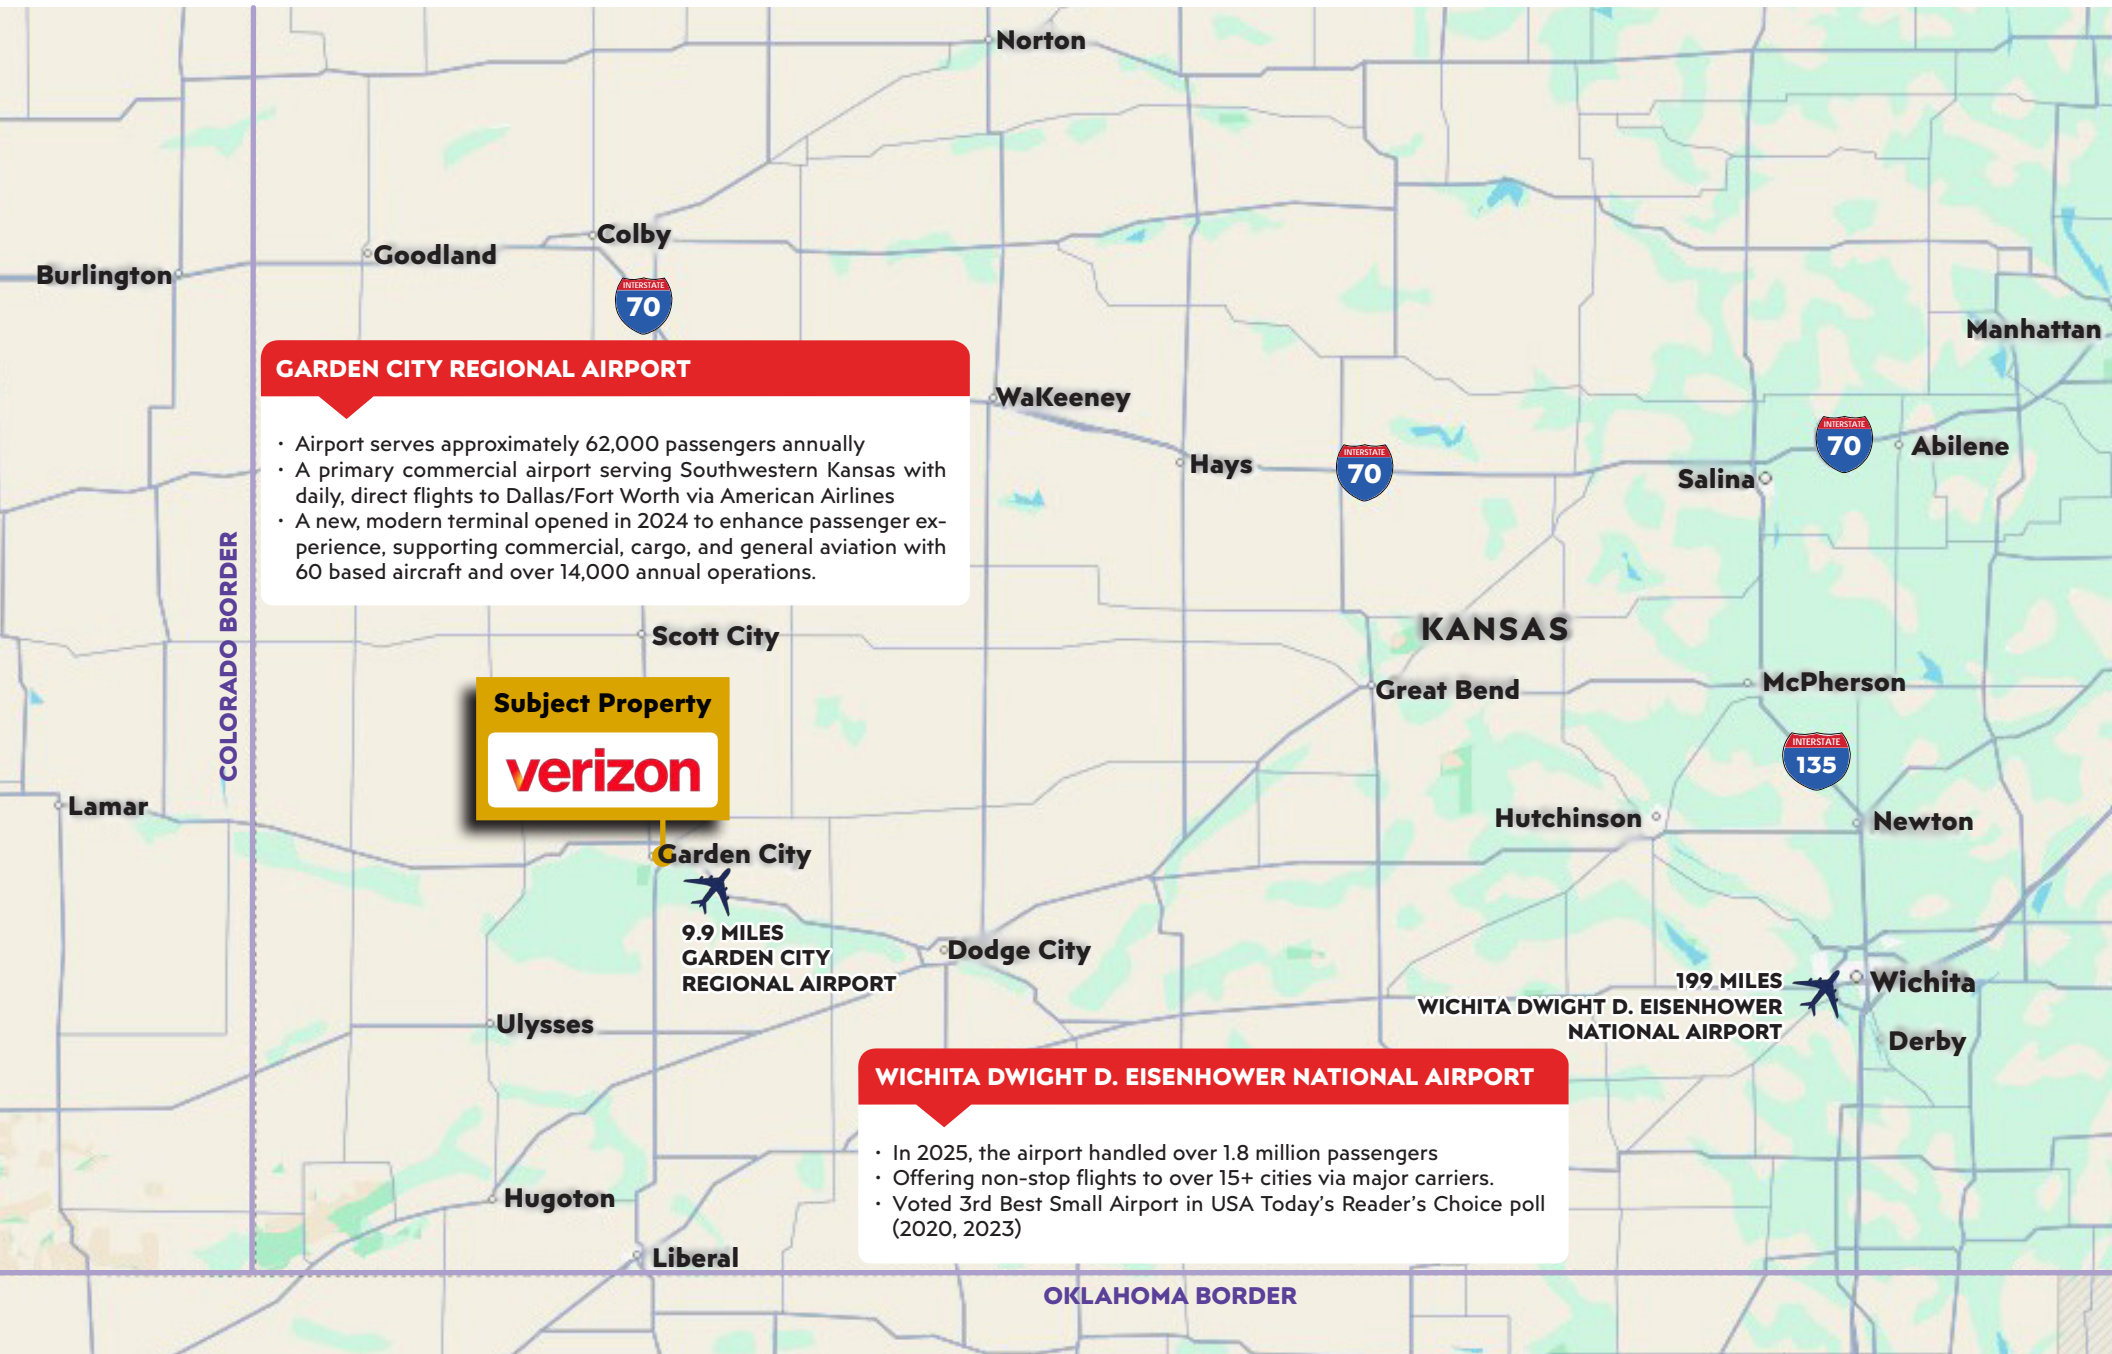 Norton
Colby
Goodland
Burlington
INTERSTATE
70
Manhattan
GARDEN CITY REGIONAL AIRPORT
· Airport serves approximately 62,000 passengers annually
· A primary commercial airport serving Southwestern Kansas with
daily, direct flights to Dallas/Fort Worth via American Airlines
· A new, modern terminal opened in 2024 to enhance passenger ex-
perience, supporting commercial, cargo, and general aviation with
60 based aircraft and over 14,000 annual operations.
WaKeeney
Hays
INTERSTATE
70
INTERSTATE
70
Abilene
Salina
COLORADO BORDER
Scott City
KANSAS
Great Bend
McPherson
Subject Property
verizon
INTERSTATE
135
Lamar
Hutchinson
Newton
Garden City
9.9 MILES
GARDEN CITY
REGIONAL AIRPORT
Dodge City
199 MILES
WICHITA DWIGHT D. EISENHOWER
NATIONAL AIRPORT
Wichita
Derby
Ulysses
WICHITA DWIGHT D. EISENHOWER NATIONAL AIRPORT
· In 2025, the airport handled over 1.8 million passengers
· Offering non-stop flights to over 15+ cities via major carriers.
· Voted 3rd Best Small Airport in USA Today's Reader's Choice poll
(2020, 2023)
Hugoton
Liberal
OKLAHOMA BORDER